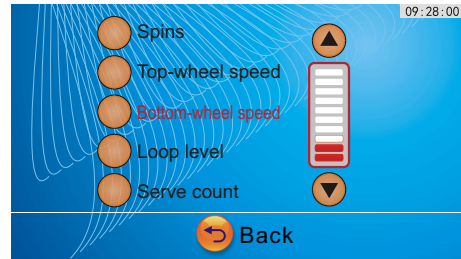 09:28:00
Spins
Top-wheel speed
Bottom-wheel speed
Loop level
Serve count
Back